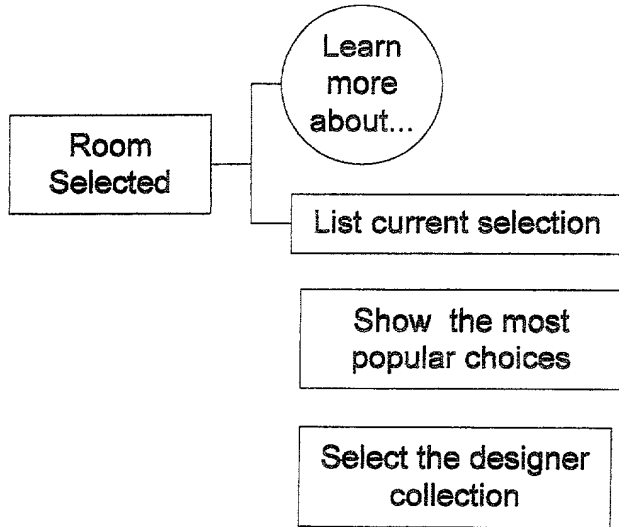 Learn
more
about...
Room
Selected
List current selection
Show the most
popular choices
Select the designer
collection